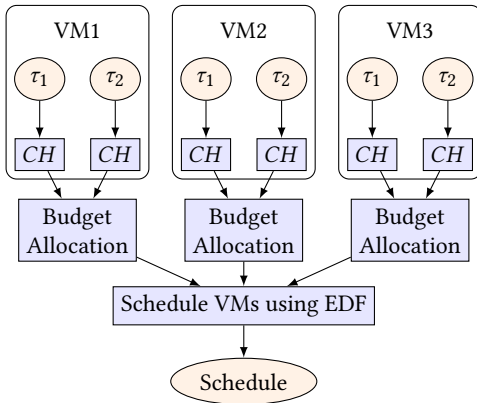 VM1 VM2 VM3
τ1 τ2 τ1 τ2 τ1 τ2
CH CH CH CH CH CH
Budget Budget Budget
Allocation Allocation Allocation
Schedule VMs using EDF
Schedule